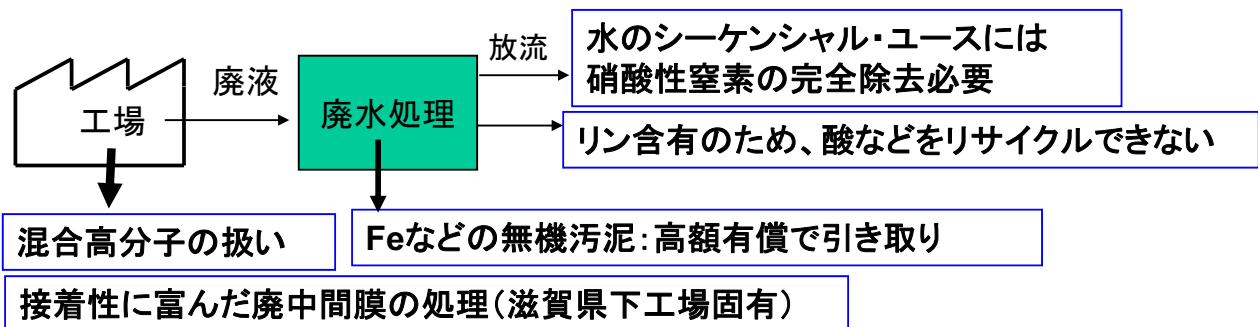 放流
水のシーケンシャル・ユースには
硝酸性窒素の完全除去必要
廃液
工場
廃水処理
リン含有のため、酸などをリサイクルできない
混合高分子の扱い
Feなどの無機汚泥:高額有償で引き取り
接着性に富んだ廃中間膜の処理(滋賀県下工場固有)